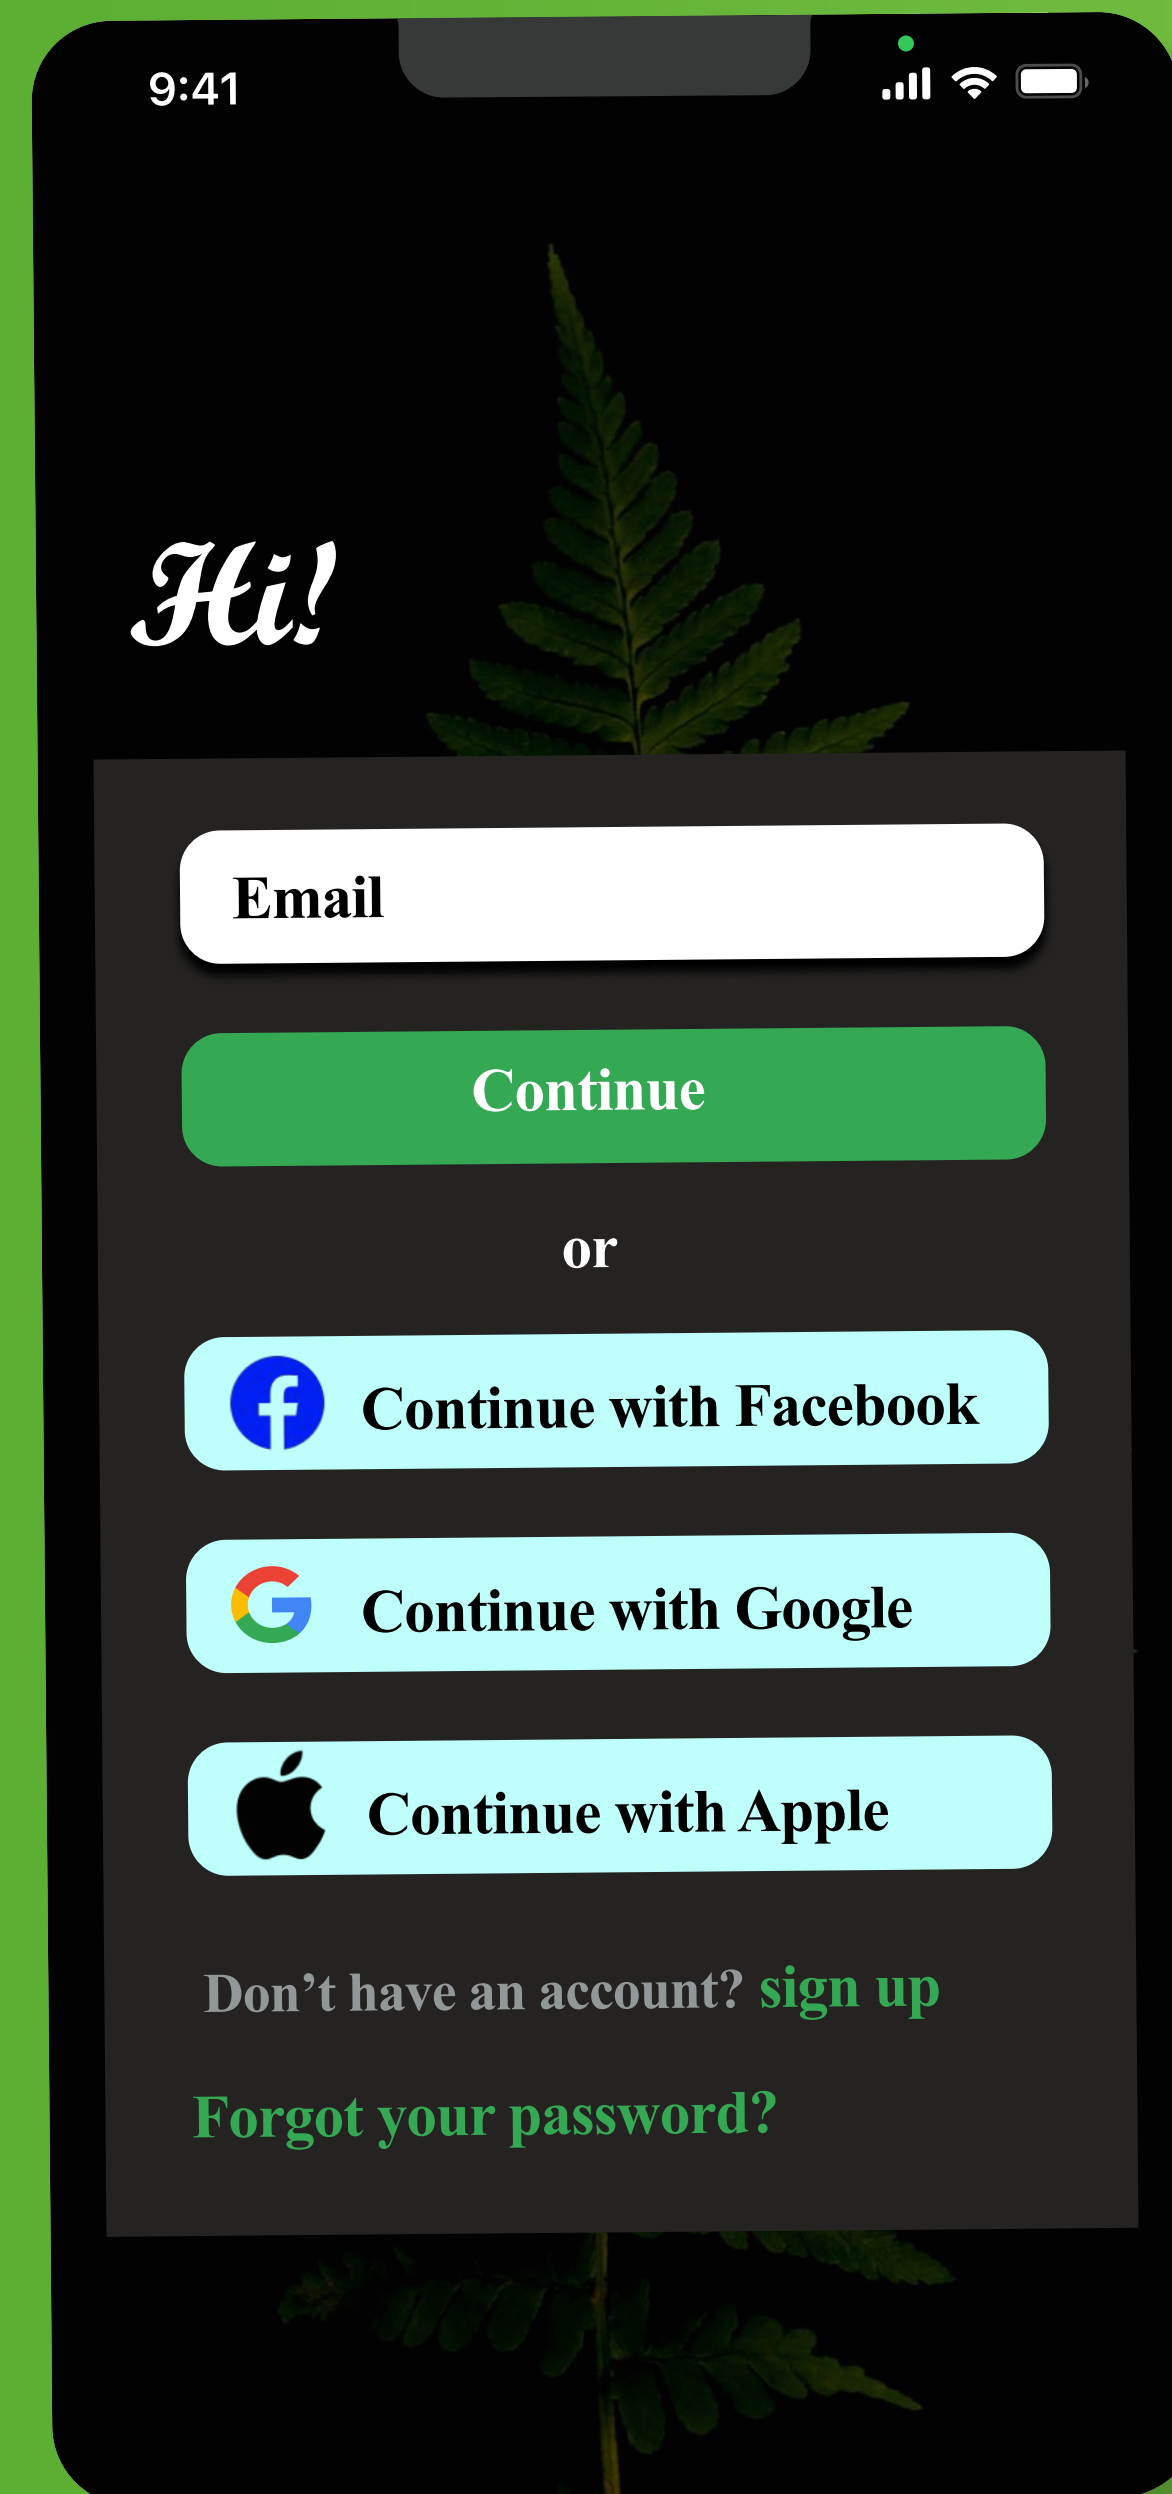 9:41
Hi!
Email
Continue
or
Continue with Facebook
Continue with Google
Continue with Apple
Don’t have an account? sign up
Forgot your password?